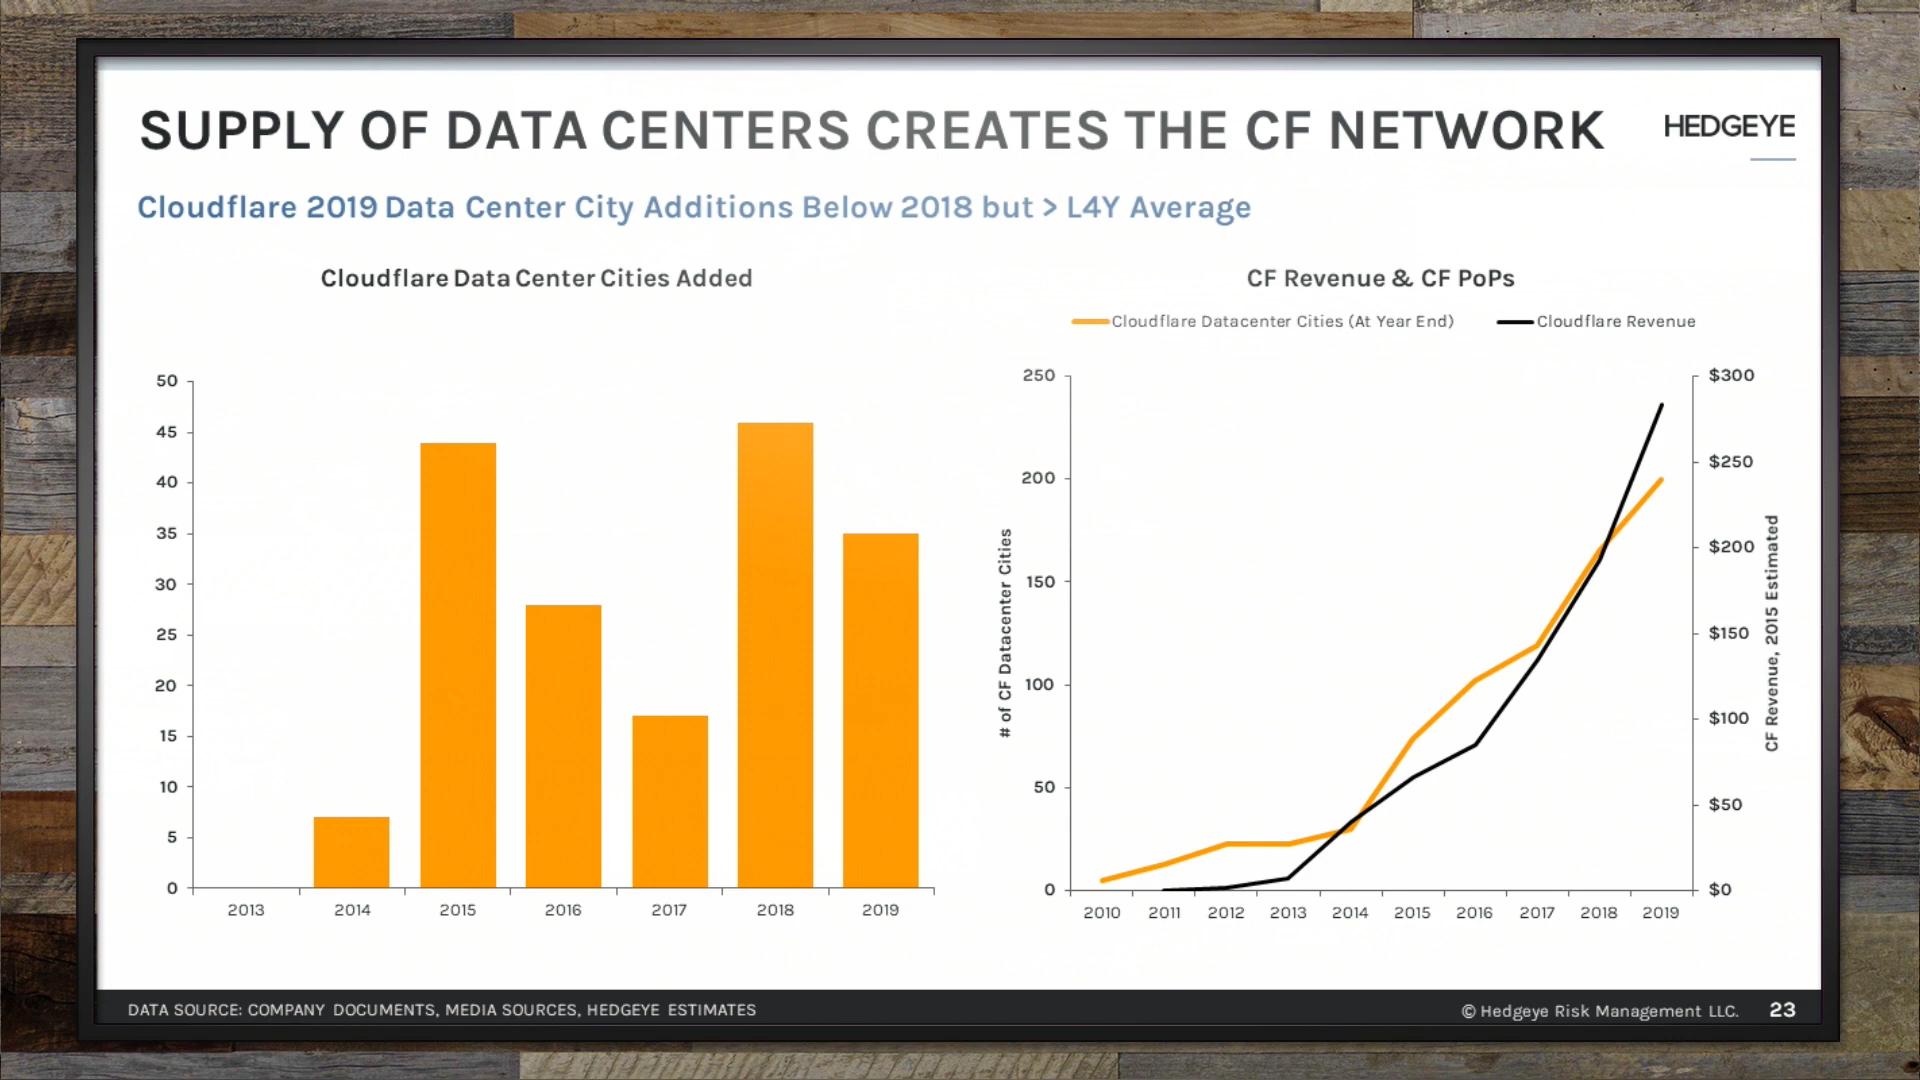 SUPPLY OF DATA CENTERS CREATES THE CF NETWORK
HEDGEYE
Cloudflare 2019 Data Center City Additions Below 2018 but > L4Y Average
Cloudflare Data Center Cities Added
50
45
40
35
30
25
20
15
10
5
0
2013 2014 2015 2016 2017 2018 2019
CF Revenue & CF PoPs
Cloudflare Datacenter Cities (At Year End) Cloudflare Revenue
# of CF Datacenter Cities
250
200
150
100
50
0
$300
$250
$200
$150
$100
$50
$0
CF Revenue, 2015 Estimated
2010 2011 2012 2013 2014 2015 2016 2017 2018 2019
DATA SOURCE: COMPANY DOCUMENTS, MEDIA SOURCES, HEDGEYE ESTIMATES
© Hedgeye Risk Management LLC. 23